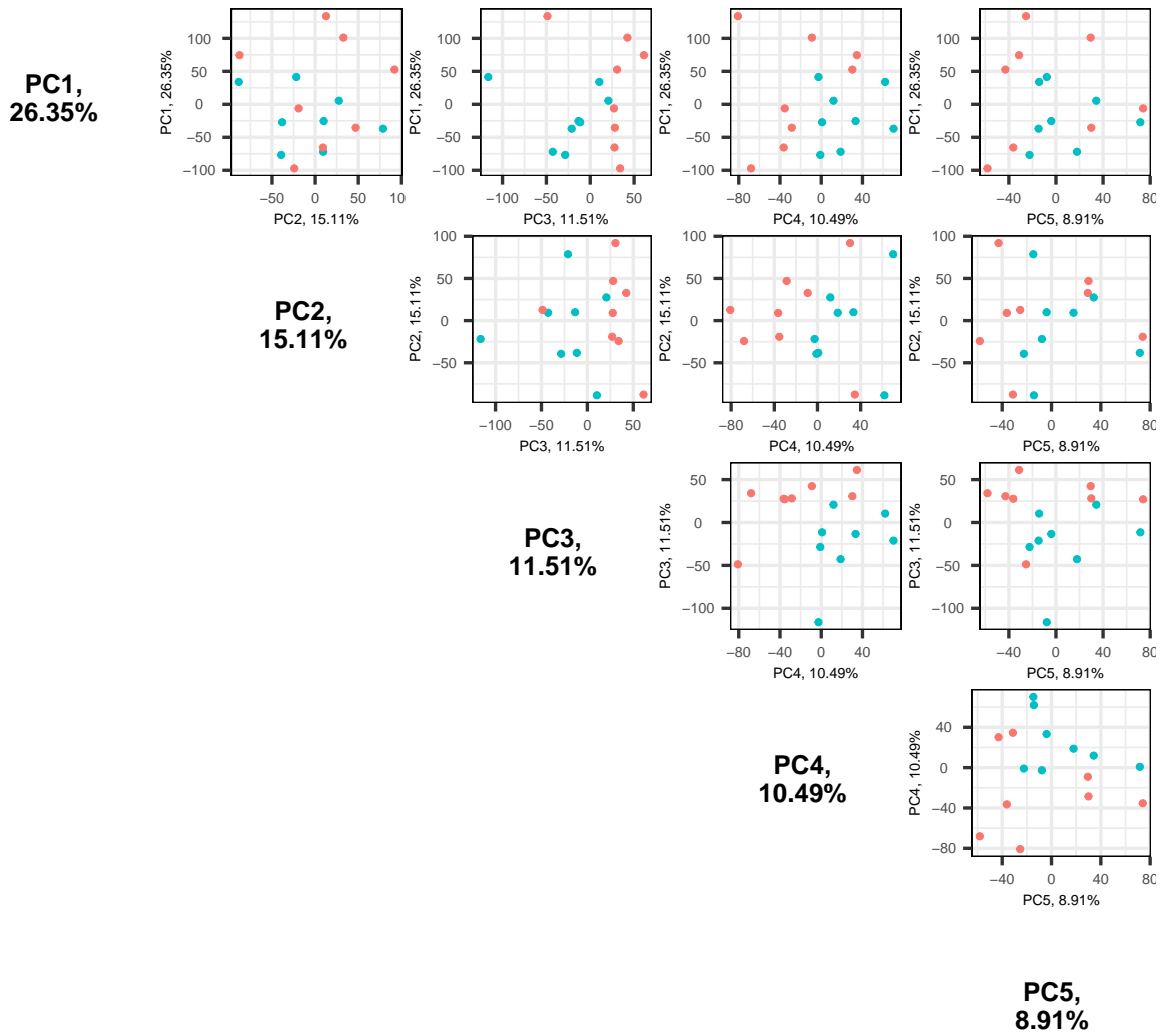 PC1,
26.35%
PC1, 26.35%
100
50
0
−50
−100
−50 0 50 10
PC2, 15.11%
PC1, 26.35%
100
50
0
−50
−100
−100 −50 0 50
PC3, 11.51%
PC1, 26.35%
100
50
0
−50
−100
−80 −40 0 40
PC4, 10.49%
PC1, 26.35%
100
50
0
−50
−100
−40 0 40 80
PC5, 8.91%
PC2,
15.11%
PC2, 15.11%
100
50
0
−50
−100 −50 0 50
PC3, 11.51%
PC2, 15.11%
100
50
0
−50
−80 −40 0 40
PC4, 10.49%
PC2, 15.11%
100
50
0
−50
−40 0 40 80
PC5, 8.91%
PC3,
11.51%
PC3, 11.51%
50
0
−50
−100
−80 −40 0 40
PC4, 10.49%
PC3, 11.51%
50
0
−50
−100
−40 0 40 80
PC5, 8.91%
PC4,
10.49%
PC4, 10.49%
40
0
−40
−80
−40 0 40 80
PC5, 8.91%
PC5,
8.91%